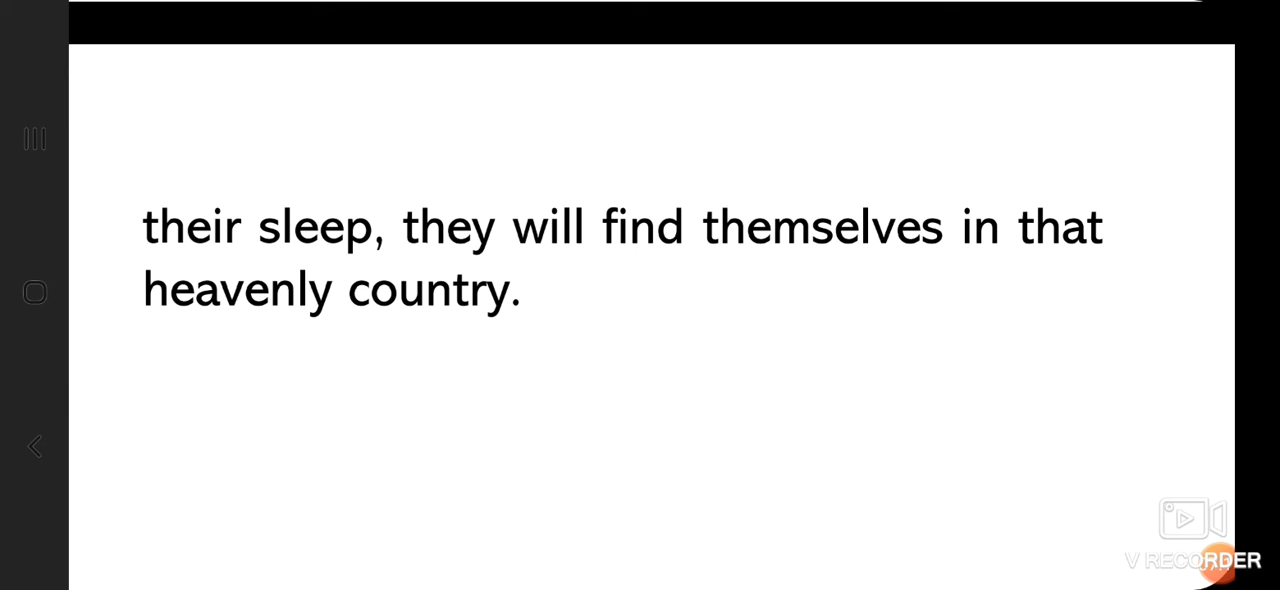 their sleep, they will find themselves in that
heavenly country.
V RECORDER